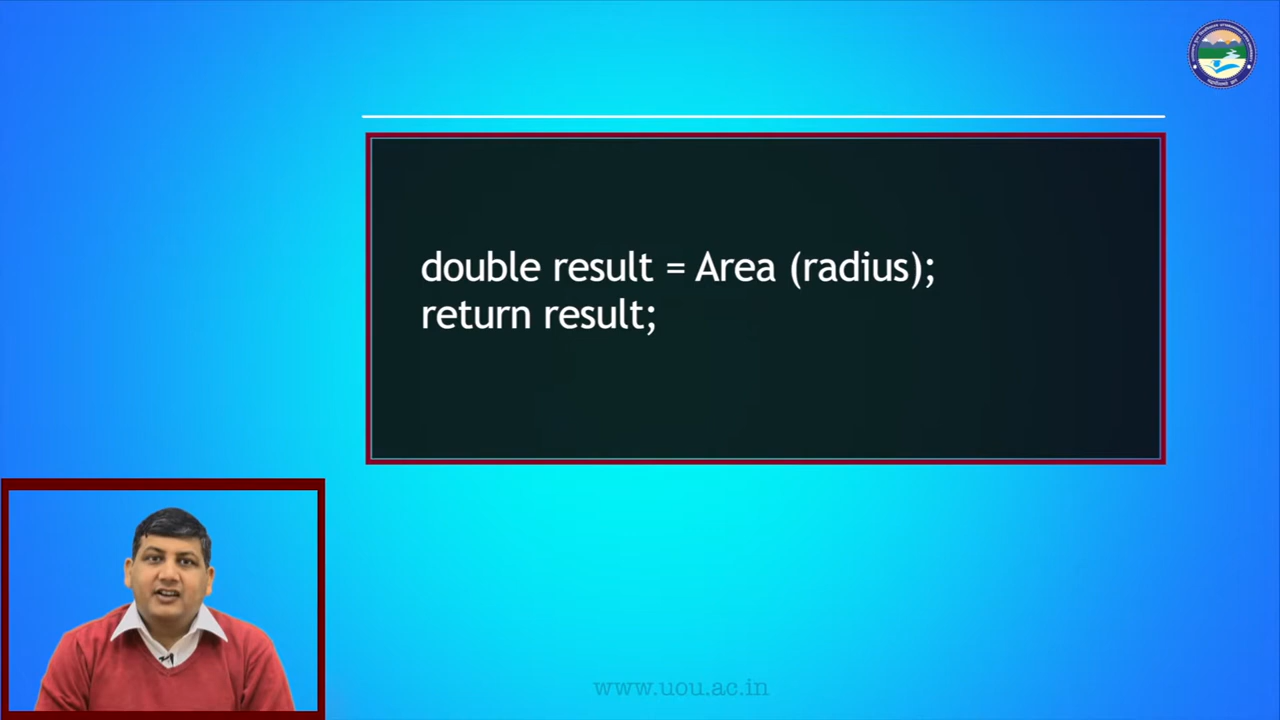 double result = Area (radius);
return result;
www.uou.ac.in